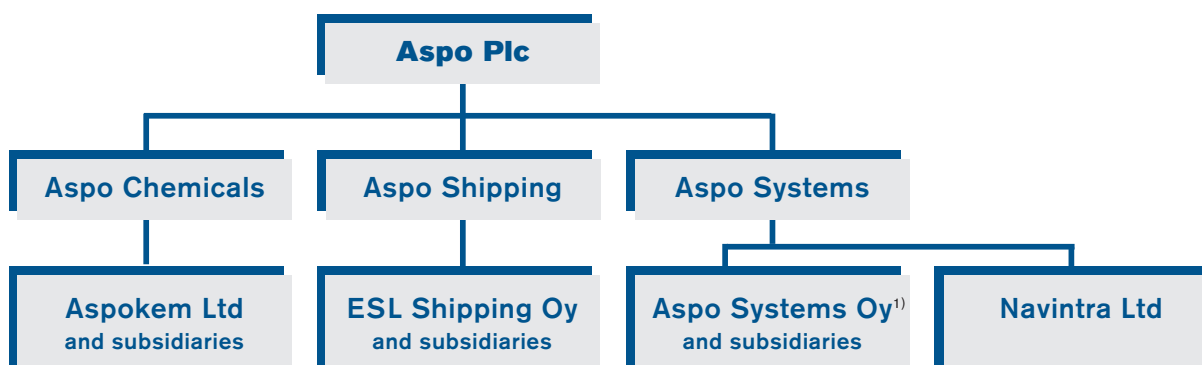 Aspo Plc
Aspo Chemicals
Aspo Shipping
Aspo Systems
Aspokem Ltd
and subsidiaries
ESL Shipping Oy
and subsidiaries
Aspo Systems Oy1)
and subsidiaries
Navintra Ltd